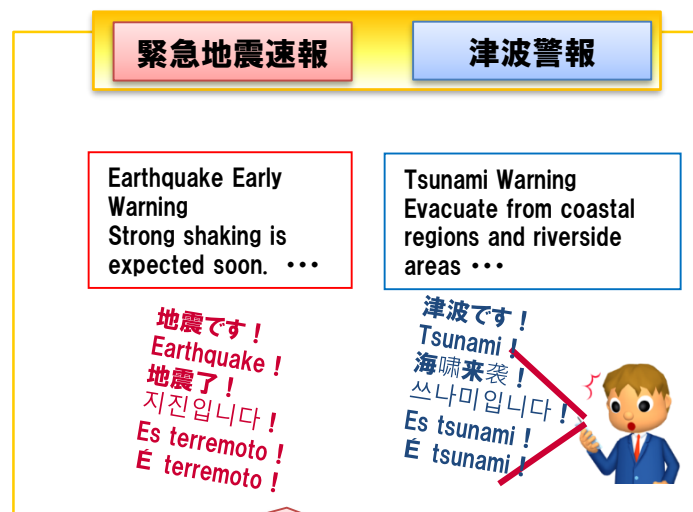 緊急地震速報
津波警報
Earthquake Early
Warning
Strong shaking is
expected soon. ・・・
Tsunami Warning
Evacuate from coastal
regions and riverside
areas ・・・
地震です！
Earthquake！
地震了！
지진입니다！
Es terremoto！
É terremoto！
津波です！
Tsunami！
海啸来袭！
쓰나미입니다！
Es tsunami！
É tsunami！